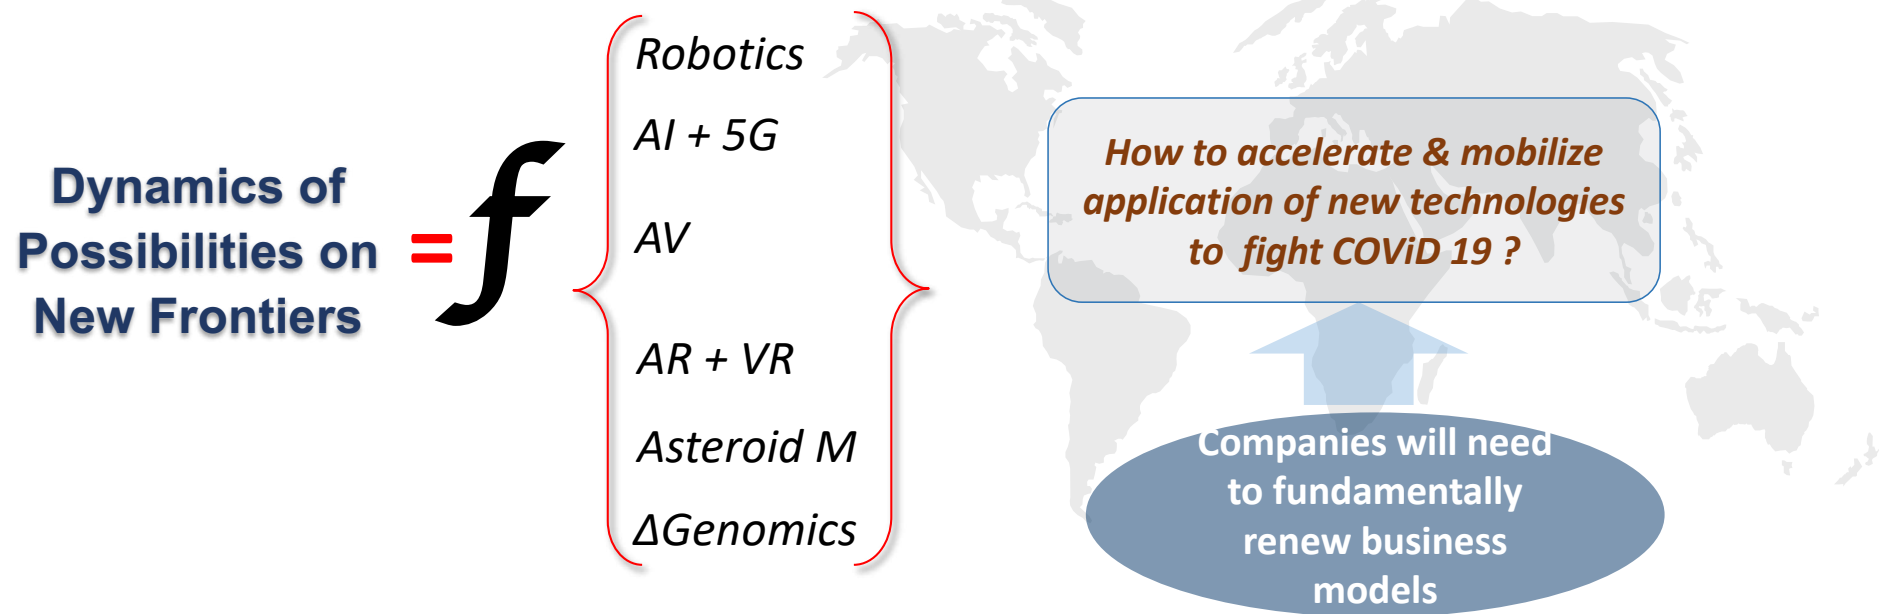 Dynamics of
Possibilities on
New Frontiers
= f
Robotics
AI + 5G
AV
AR + VR
Asteroid M
ΔGenomics
How to accelerate & mobilize
application of new technologies
to fight COViD 19 ?
Companies will need
to fundamentally
renew business
models